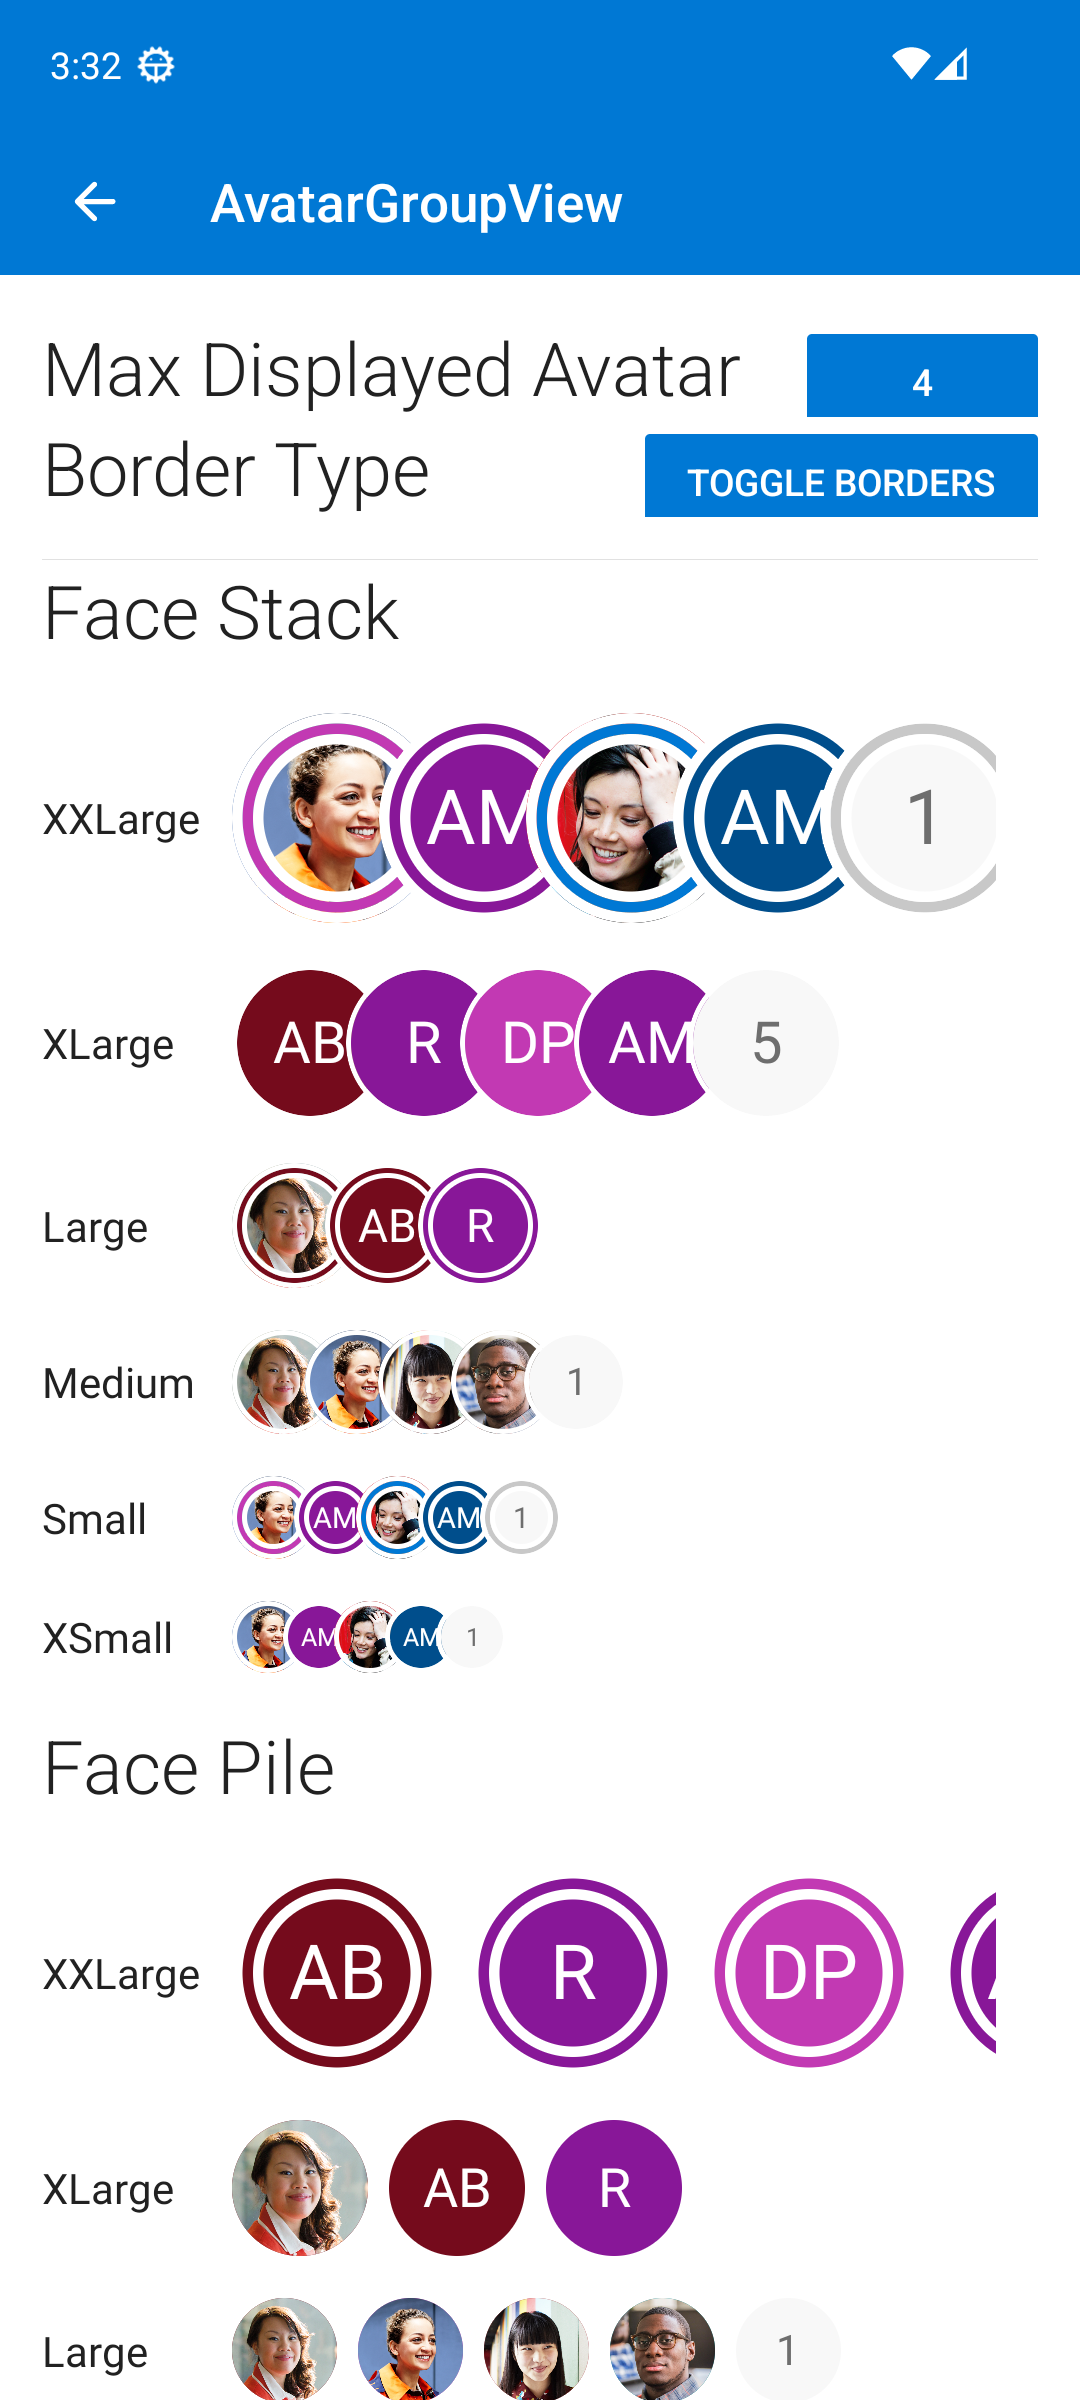 3:32
AvatarGroupView
Max Displayed Avatar 4
Border Type TOGGLE BORDERS
Face Stack
XXLarge AM AM 1
XLarge AB R DP AM 5
Large AB R
Medium 1
Small AM AM 1
XSmall AM AM 1
Face Pile
XXLarge AB R DP
XLarge AB R
Large 1